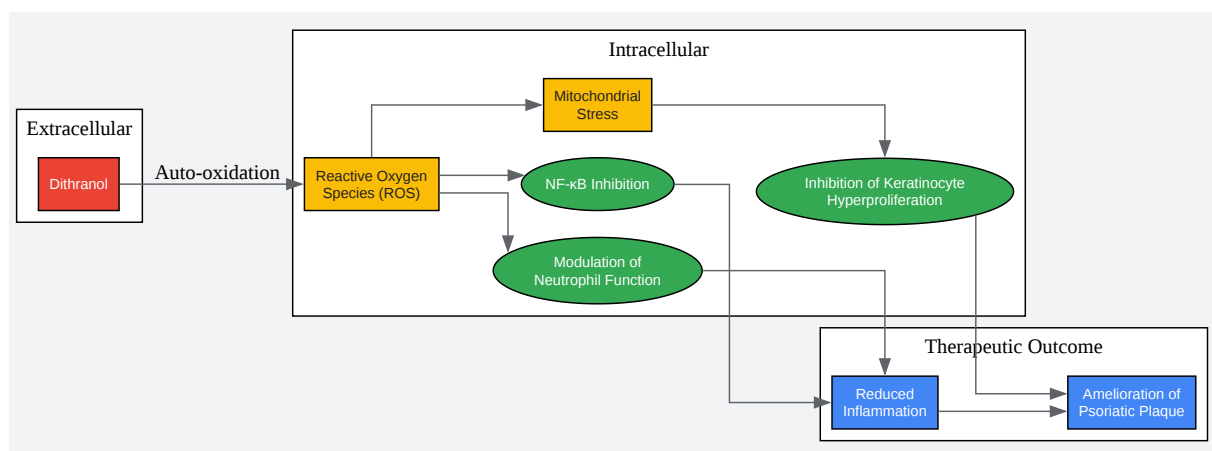 Extracellular
Dithranol
Auto-oxidation
Intracellular
Reactive Oxygen
Species (ROS)
Mitochondrial
Stress
NF-κB Inhibition
Modulation of
Neutrophil Function
Inhibition of Keratinocyte
Hyperproliferation
Therapeutic Outcome
Reduced
Inflammation
Amelioration of
Psoriatic Plaque